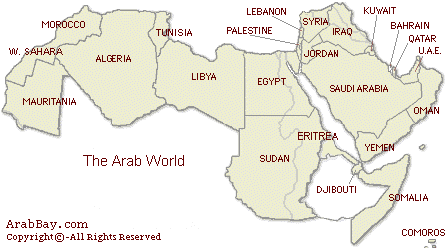 LEBANON
KUWAIT
MOROCCO
SYRIA
BAHRAIN
TUNISIA
PALESTINE
IRAQ
QATAR
W. SAHARA
ALGERIA
JORDAN
U.A.E.
LIBYA
EGYPT
SAUDI ARABIA
MAURITANIA
OMAN
ERITREA
YEMEN
The Arab World
SUDAN
DJIBOUTI
SOMALIA
ArabBay.com
COMOROS
Copyright©-All Rights Reserved